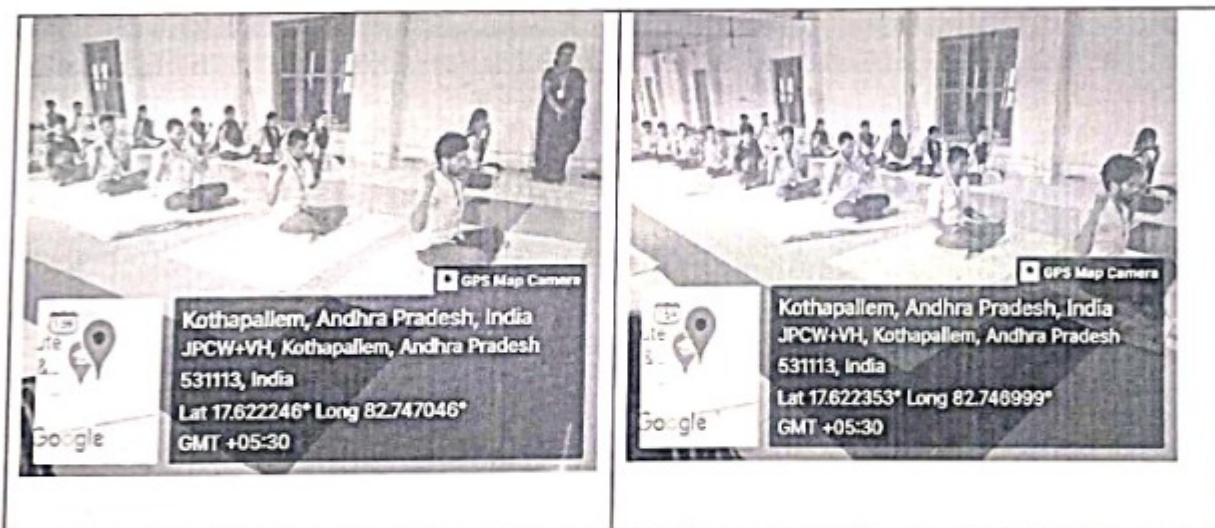 GPS Map Camera
Kothapallem, Andhra Pradesh, India
JPCW+VH, Kothapallem, Andhra Pradesh
531113, India
Lat 17.622246° Long 82.747046°
GMT +05:30
Google
GPS Map Camera
Kothapallem, Andhra Pradesh, India
JPCW+VH, Kothapallem, Andhra Pradesh
531113, India
Lat 17.622353° Long 82.746999°
GMT +05:30
Google